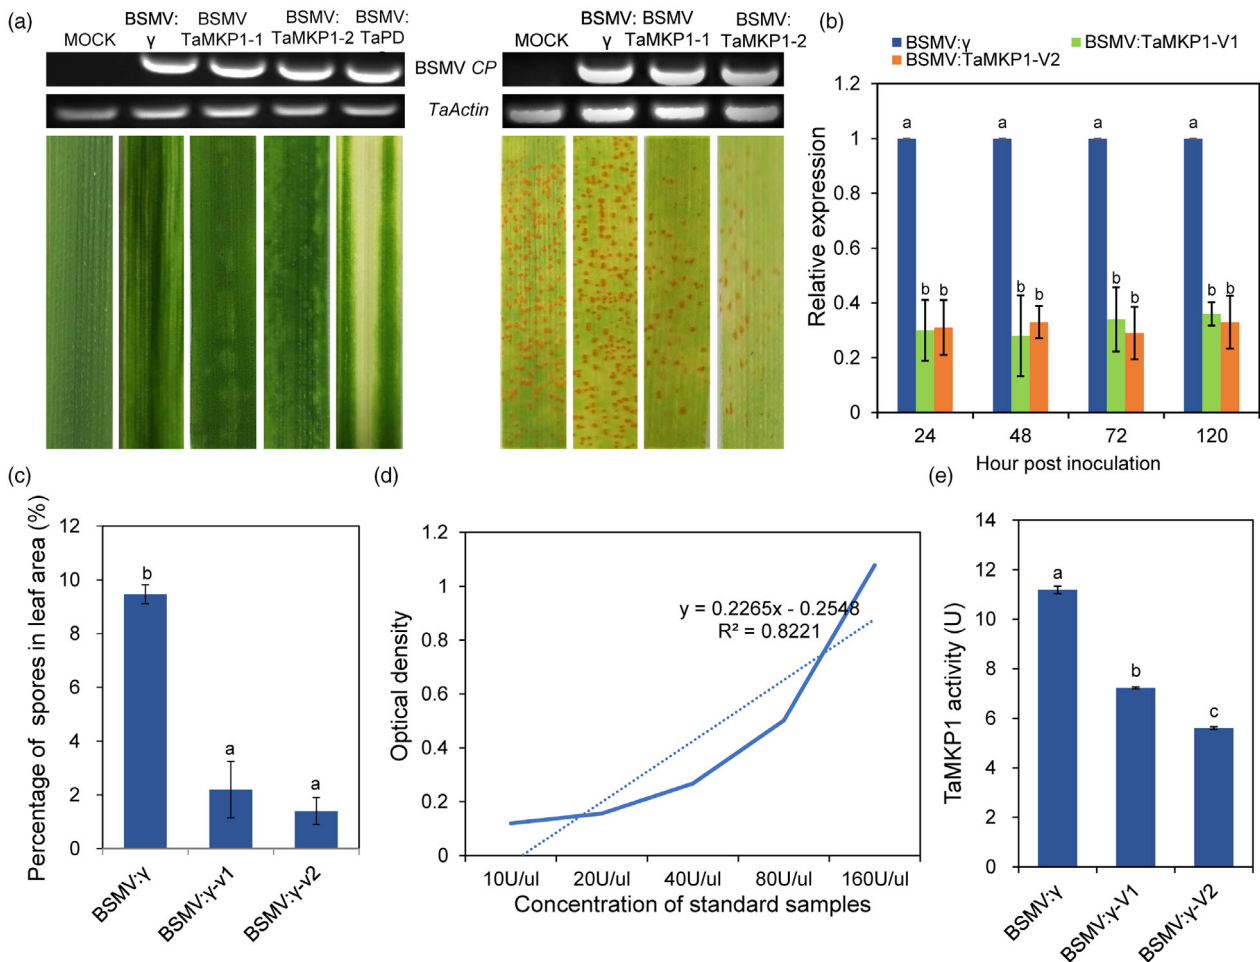 (a)
MOCK
BSMV:
γ
BSMV
TaMKP1-1
BSMV:
TaMKP1-2
BSMV:
TaPD
BSMV CP
TaActin
MOCK
BSMV:
γ
BSMV
TaMKP1-1
BSMV:
TaMKP1-2
(b)
BSMV:γ
BSMV:TaMKP1-V1
BSMV:TaMKP1-V2
Relative expression
1.2
1
0.8
0.6
0.4
0.2
0
a a a a
b b b b b b b b
24 48 72 120
Hour post inoculation
(c)
Percentage of spores in leaf area (%)
12
10
8
6
4
2
0
b
a
a
BSMV:γ
BSMV:γ-v1
BSMV:γ-v2
(d)
Optical density
1.2
1
0.8
0.6
0.4
0.2
0
y = 0.2265x - 0.2548
R² = 0.8221
10U/ul 20U/ul 40U/ul 80U/ul 160U/ul
Concentration of standard samples
(e)
TaMKP1 activity (U)
14
12
10
8
6
4
2
0
a
b
c
BSMV:γ
BSMV:γ-V1
BSMV:γ-V2